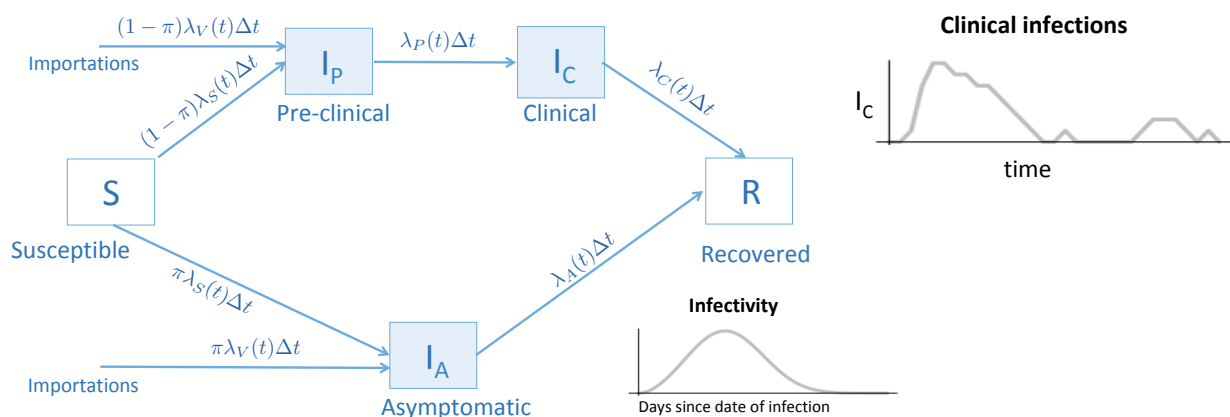 (1 − π)λ_V(t)Δt
Importations
(1 − π)λ_S(t)Δt
I_P
Pre-clinical
λ_P(t)Δt
I_C
Clinical
λ_C(t)Δt
S
Susceptible
R
Recovered
πλ_S(t)Δt
λ_A(t)Δt
πλ_V(t)Δt
Importations
I_A
Asymptomatic
Clinical infections
I_C
time
Infectivity
Days since date of infection